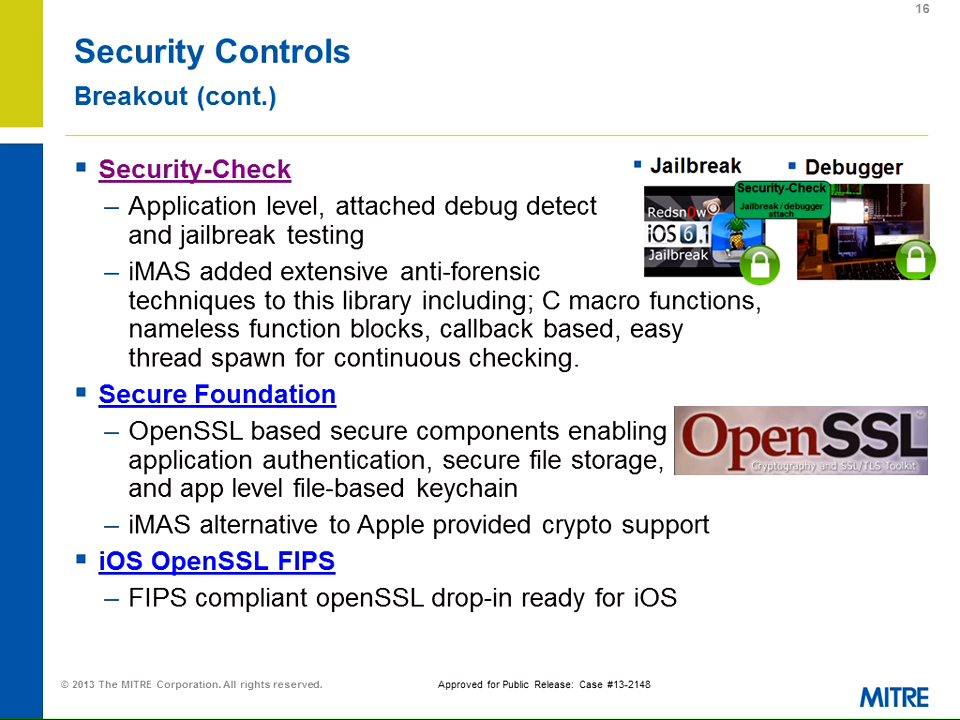 16
Security Controls
Breakout (cont.)
▪ Security-Check
– Application level, attached debug detect
and jailbreak testing
– iMAS added extensive anti-forensic
techniques to this library including; C macro functions,
nameless function blocks, callback based, easy
thread spawn for continuous checking.
▪ Jailbreak
▪ Debugger
Security-Check
Jailbreak / debugger
attach
Redsn0w
iOS 6.1
Jailbreak
▪ Secure Foundation
– OpenSSL based secure components enabling
application authentication, secure file storage,
and app level file-based keychain
– iMAS alternative to Apple provided crypto support
OpenSSL
Cryptography and SSL/TLS Toolkit
▪ iOS OpenSSL FIPS
– FIPS compliant openSSL drop-in ready for iOS
© 2013 The MITRE Corporation. All rights reserved.
Approved for Public Release: Case #13-2148
MITRE